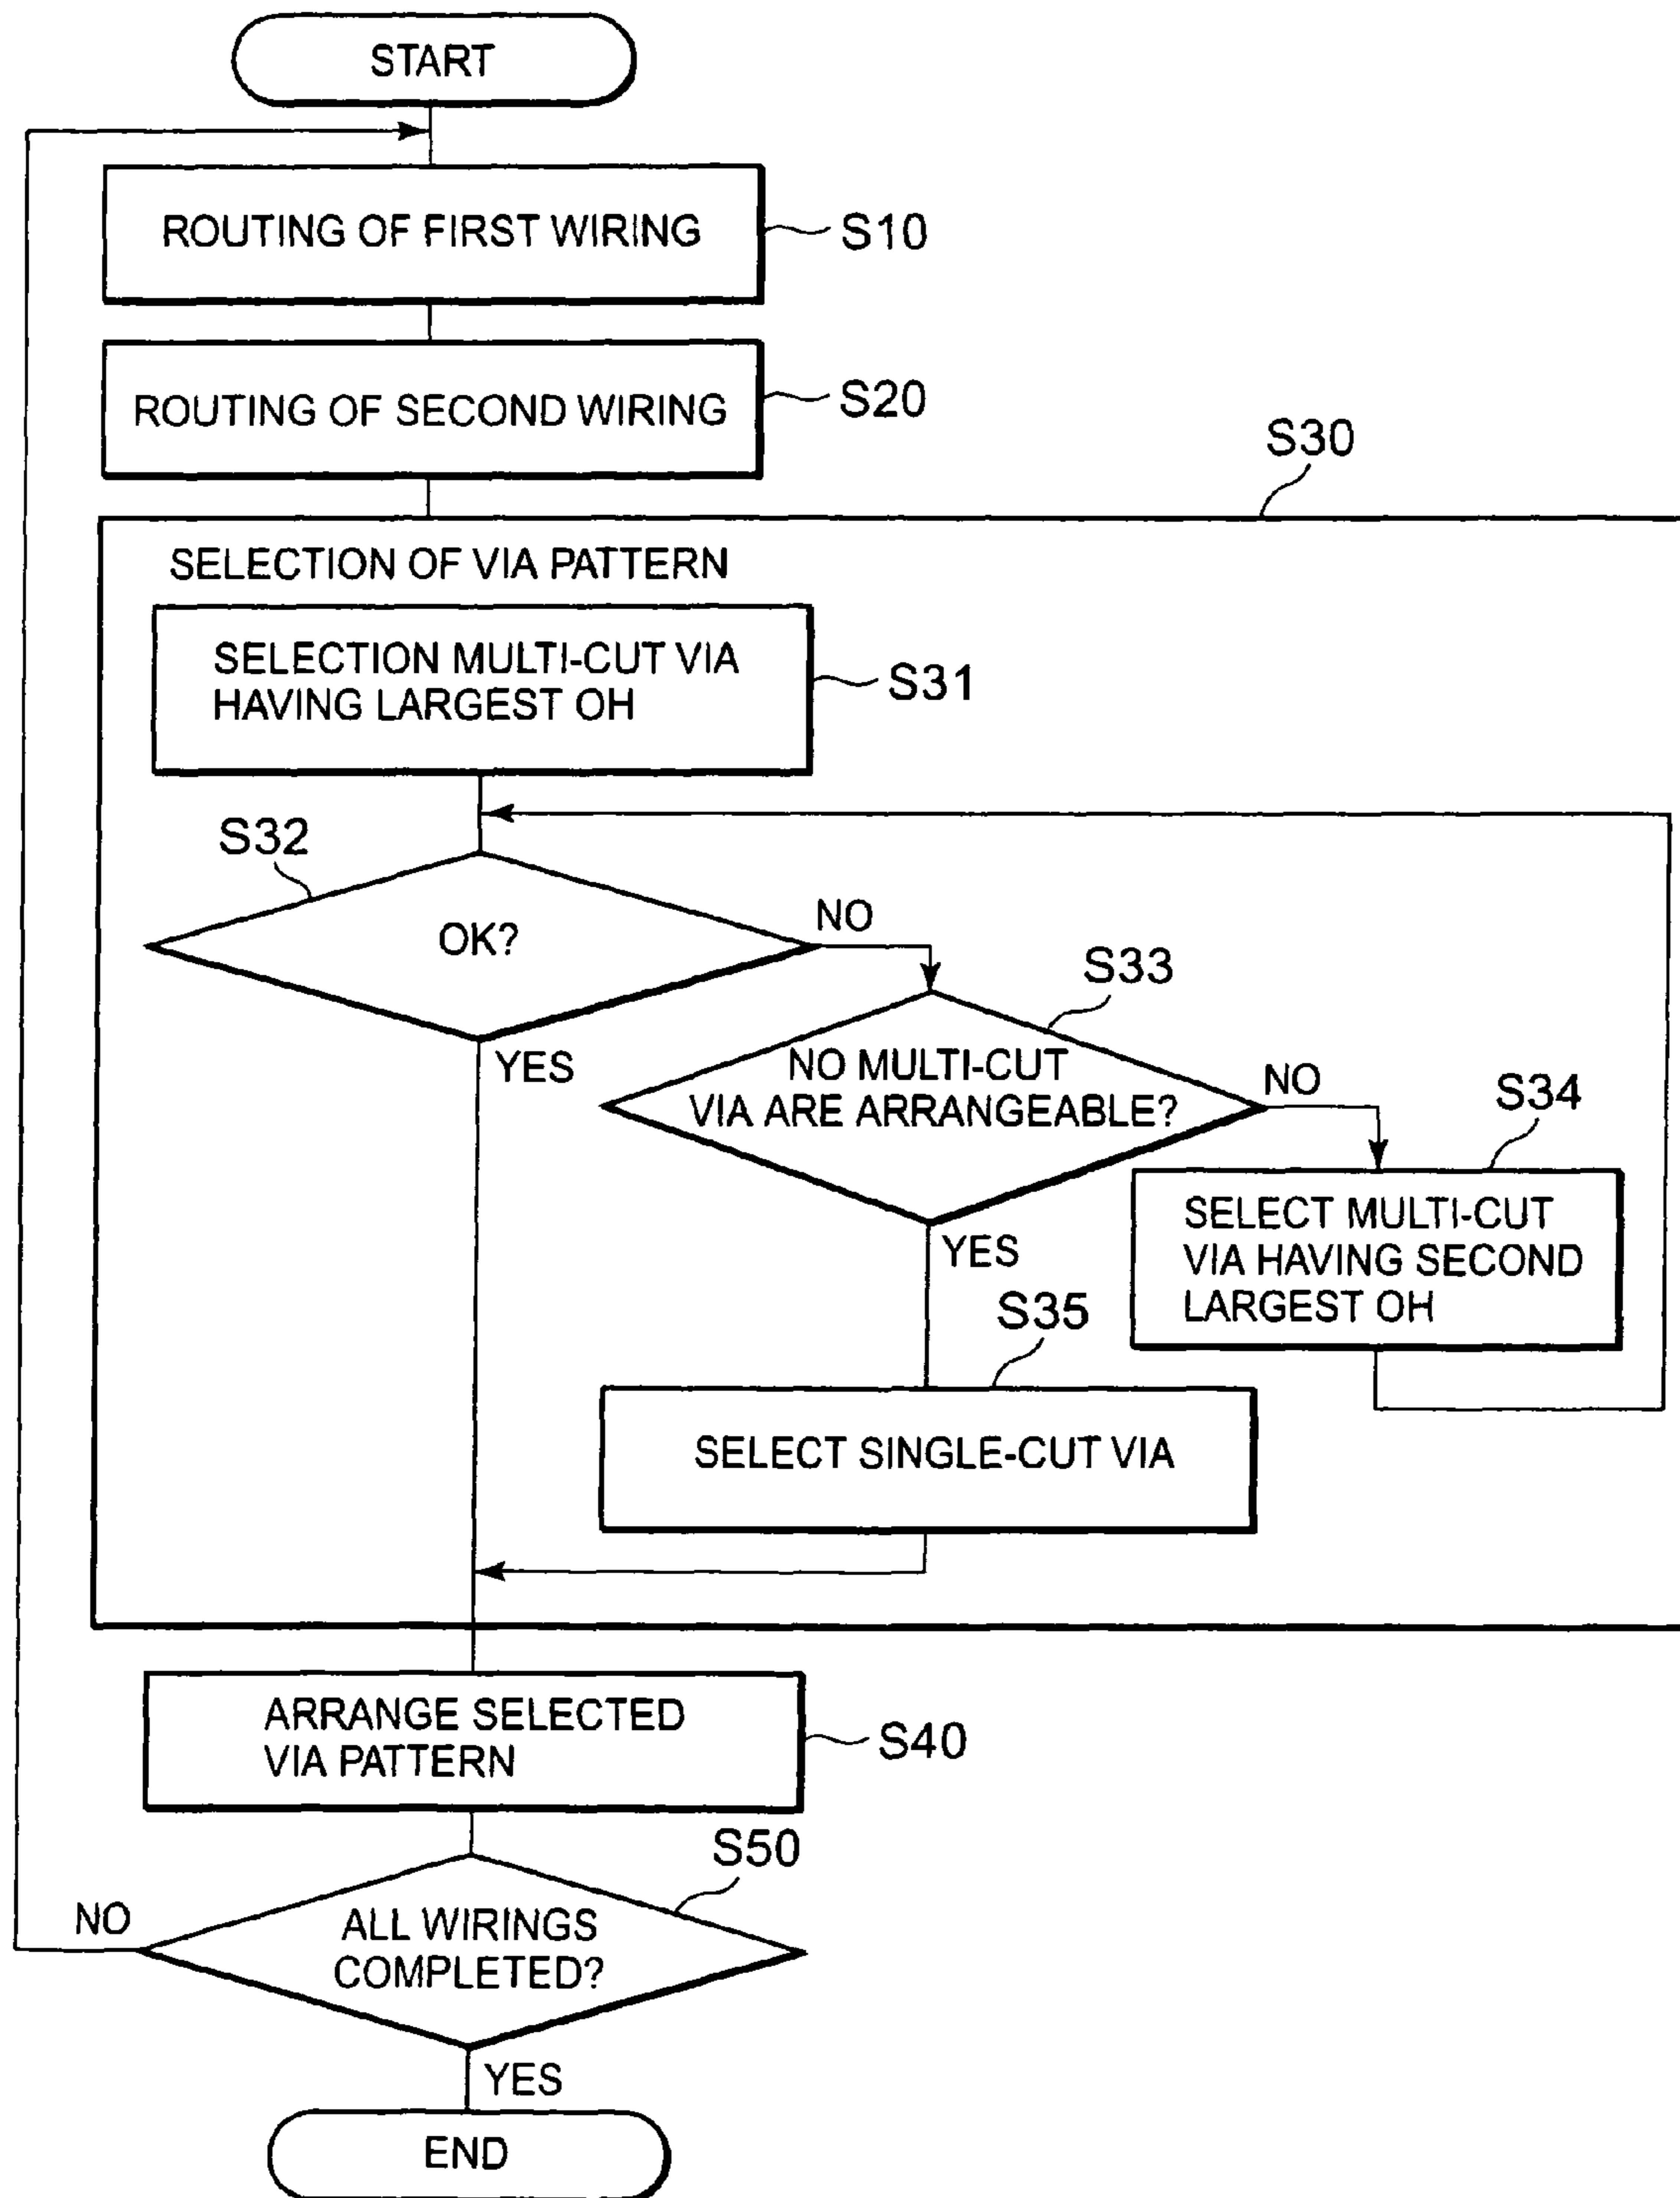 START
ROUTING OF FIRST WIRING
S10
ROUTING OF SECOND WIRING
S20
S30
SELECTION OF VIA PATTERN
SELECTION MULTI-CUT VIA
HAVING LARGEST OH
S31
S32
OK?
NO
YES
S33
NO MULTI-CUT
VIA ARE ARRANGEABLE?
NO
YES
S34
SELECT MULTI-CUT
VIA HAVING SECOND
LARGEST OH
S35
SELECT SINGLE-CUT VIA
ARRANGE SELECTED
VIA PATTERN
S40
S50
ALL WIRINGS
COMPLETED?
NO
YES
END